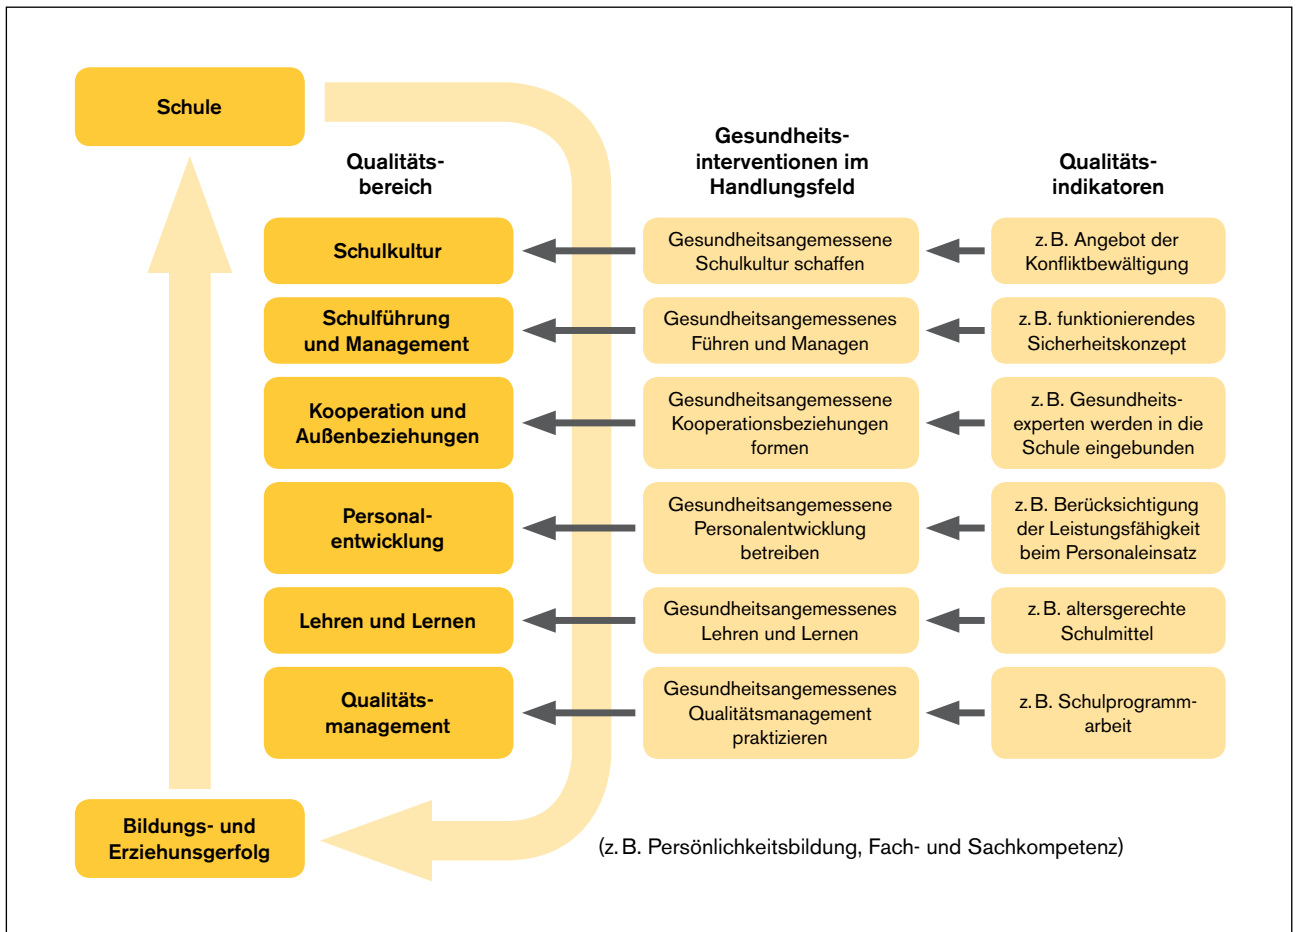 Schule
Qualitäts-
bereich
Gesundheits-
interventionen im
Handlungsfeld
Qualitäts-
indikatoren
Schulkultur
Gesundheitsangemessene
Schulkultur schaffen
z. B. Angebot der
Konfliktbewältigung
Schulführung
und Management
Gesundheitsangemessenes
Führen und Managen
z. B. funktionierendes
Sicherheitskonzept
Kooperation und
Außenbeziehungen
Gesundheitsangemessene
Kooperationsbeziehungen
formen
z. B. Gesundheits-
experten werden in die
Schule eingebunden
Personal-
entwicklung
Gesundheitsangemessene
Personalentwicklung
betreiben
z. B. Berücksichtigung
der Leistungsfähigkeit
beim Personaleinsatz
Lehren und Lernen
Gesundheitsangemessenes
Lehren und Lernen
z. B. altersgerechte
Schulmittel
Qualitäts-
management
Gesundheitsangemessenes
Qualitätsmanagement
praktizieren
z. B. Schulprogramm-
arbeit
Bildungs- und
Erziehunsgerfolg
(z. B. Persönlichkeitsbildung, Fach- und Sachkompetenz)